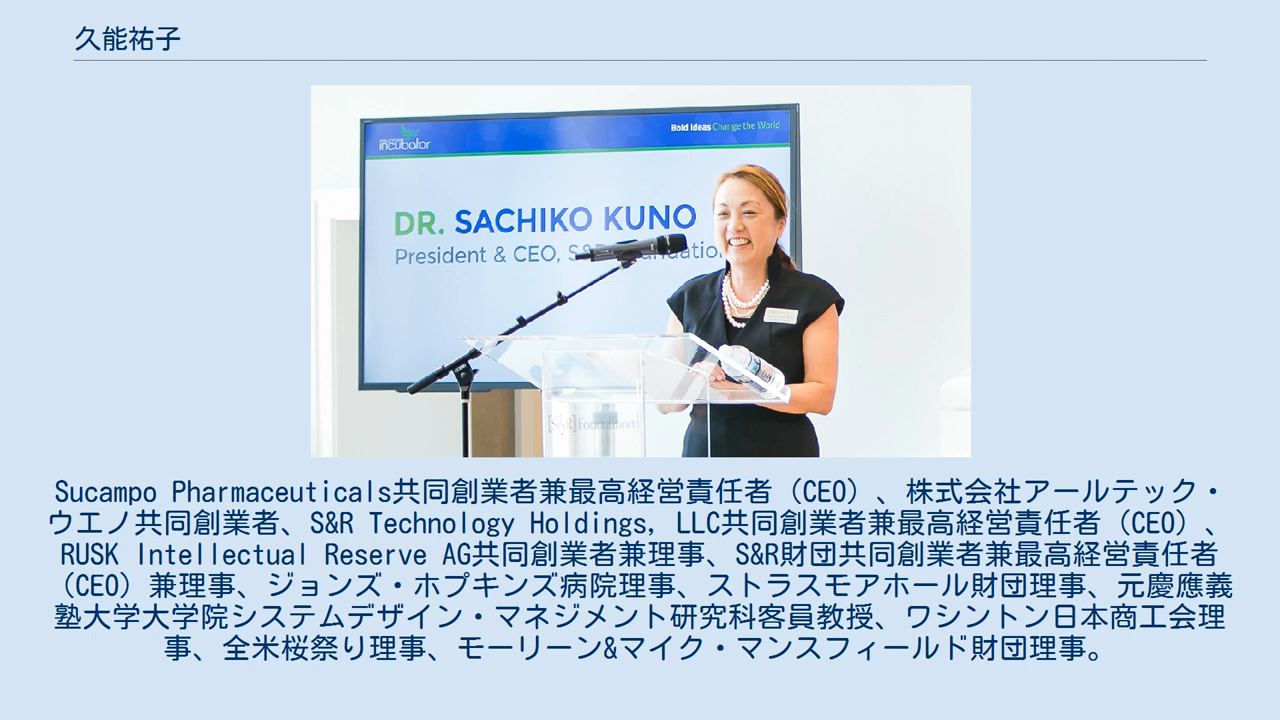 久能祐子
incubator
Bold Ideas Change the World
DR. SACHIKO KUNO
President & CEO, S&R Foundation
[S&R] Foundation
Sucampo Pharmaceuticals共同創業者兼最高経営責任者（CEO）、株式会社アールテック・
ウエノ共同創業者、S&R Technology Holdings, LLC共同創業者兼最高経営責任者（CEO）、
RUSK Intellectual Reserve AG共同創業者兼理事、S&R財団共同創業者兼最高経営責任者
（CEO）兼理事、ジョンズ・ホプキンズ病院理事、ストラスモアホール財団理事、元慶應義
塾大学大学院システムデザイン・マネジメント研究科客員教授、ワシントン日本商工会理
事、全米桜祭り理事、モーリーン&マイク・マンスフィールド財団理事。